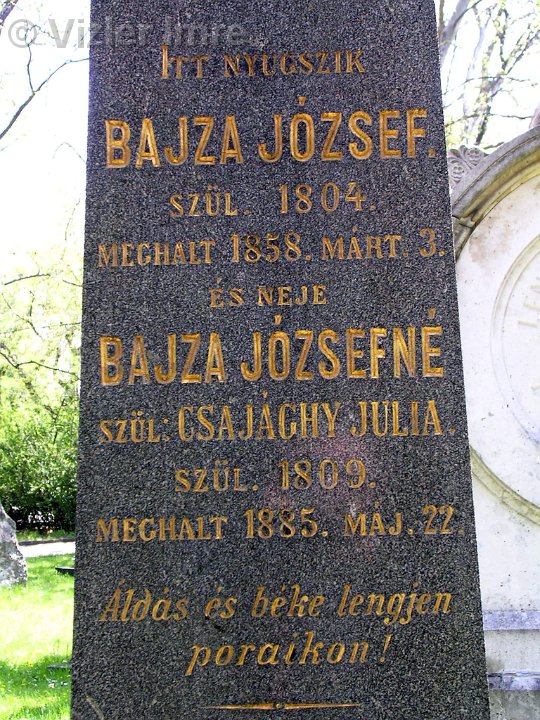 © Vizler Imre
ITT NYUGSZIK
BAJZA JÓZSEF.
SZÜL. 1804.
MEGHALT 1858. MÁRT. 3.
ÉS NEJE
BAJZA JÓZSEFNÉ
SZÜL: CSAJÁGHY JULIA.
SZÜL. 1809.
MEGHALT 1885. MÁJ. 22.
Áldás és béke lengjen
poraikon!